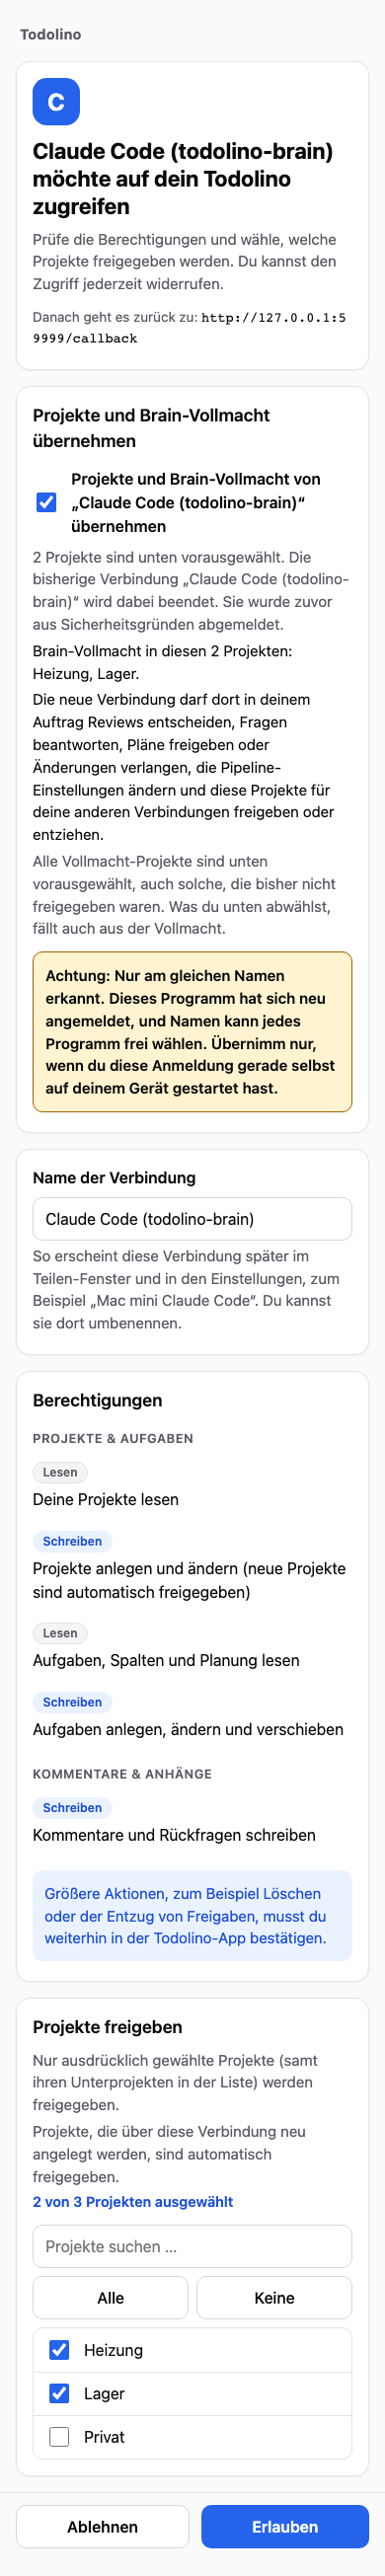 Todolino
C
Claude Code (todolino-brain)
möchte auf dein Todolino
zugreifen
Prüfe die Berechtigungen und wähle, welche
Projekte freigegeben werden. Du kannst den
Zugriff jederzeit widerrufen.
Danach geht es zurück zu: http://127.0.0.1:5
9999/callback
Projekte und Brain-Vollmacht
übernehmen
Projekte und Brain-Vollmacht von
„Claude Code (todolino-brain)“
übernehmen
2 Projekte sind unten vorausgewählt. Die
bisherige Verbindung „Claude Code (todolino-
brain)“ wird dabei beendet. Sie wurde zuvor
aus Sicherheitsgründen abgemeldet.
Brain-Vollmacht in diesen 2 Projekten:
Heizung, Lager.
Die neue Verbindung darf dort in deinem
Auftrag Reviews entscheiden, Fragen
beantworten, Pläne freigeben oder
Änderungen verlangen, die Pipeline-
Einstellungen ändern und diese Projekte für
deine anderen Verbindungen freigeben oder
entziehen.
Alle Vollmacht-Projekte sind unten
vorausgewählt, auch solche, die bisher nicht
freigegeben waren. Was du unten abwählst,
fällt auch aus der Vollmacht.
Achtung: Nur am gleichen Namen
erkannt. Dieses Programm hat sich neu
angemeldet, und Namen kann jedes
Programm frei wählen. Übernimm nur,
wenn du diese Anmeldung gerade selbst
auf deinem Gerät gestartet hast.
Name der Verbindung
Claude Code (todolino-brain)
So erscheint diese Verbindung später im
Teilen-Fenster und in den Einstellungen, zum
Beispiel „Mac mini Claude Code“. Du kannst
sie dort umbenennen.
Berechtigungen
PROJEKTE & AUFGABEN
Lesen
Deine Projekte lesen
Schreiben
Projekte anlegen und ändern (neue Projekte
sind automatisch freigegeben)
Lesen
Aufgaben, Spalten und Planung lesen
Schreiben
Aufgaben anlegen, ändern und verschieben
KOMMENTARE & ANHÄNGE
Schreiben
Kommentare und Rückfragen schreiben
Größere Aktionen, zum Beispiel Löschen
oder der Entzug von Freigaben, musst du
weiterhin in der Todolino-App bestätigen.
Projekte freigeben
Nur ausdrücklich gewählte Projekte (samt
ihren Unterprojekten in der Liste) werden
freigegeben.
Projekte, die über diese Verbindung neu
angelegt werden, sind automatisch
freigegeben.
2 von 3 Projekten ausgewählt
Projekte suchen ...
Alle
Keine
Heizung
Lager
Privat
Ablehnen
Erlauben